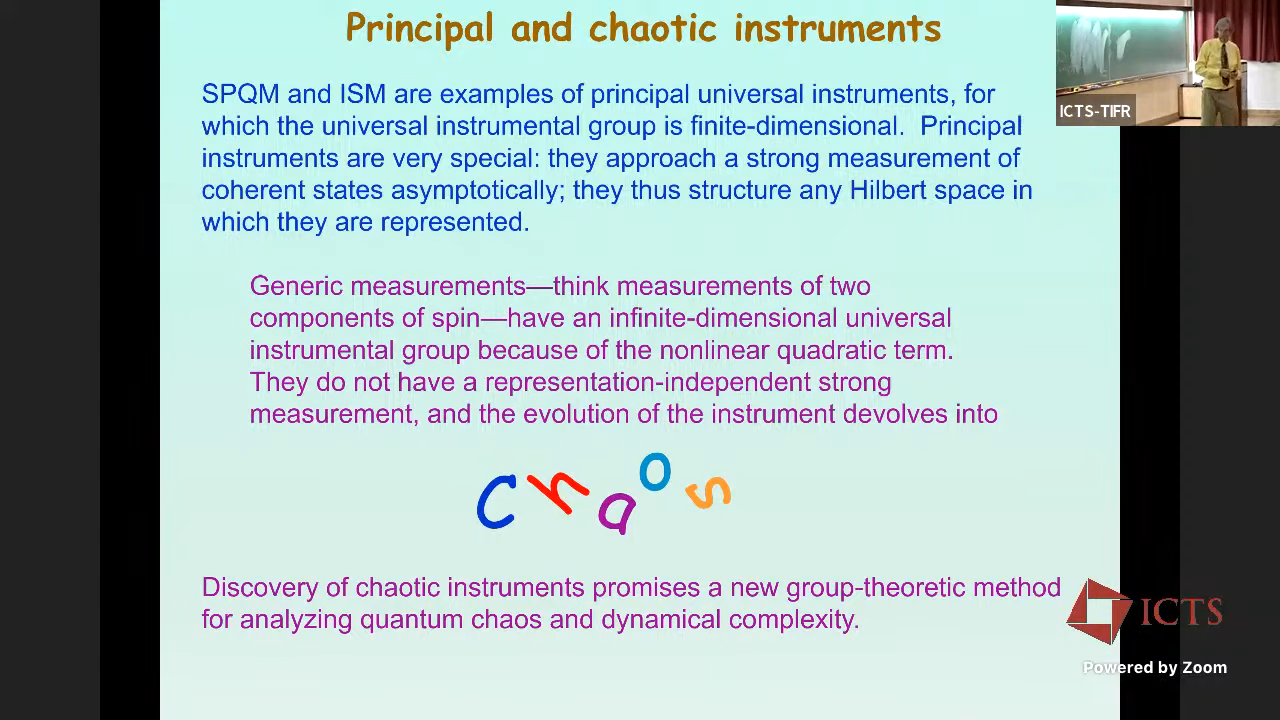 Principal and chaotic instruments
SPQM and ISM are examples of principal universal instruments, for
which the universal instrumental group is finite-dimensional. Principal
instruments are very special: they approach a strong measurement of
coherent states asymptotically; they thus structure any Hilbert space in
which they are represented.
Generic measurements—think measurements of two
components of spin—have an infinite-dimensional universal
instrumental group because of the nonlinear quadratic term.
They do not have a representation-independent strong
measurement, and the evolution of the instrument devolves into
Chaos
Discovery of chaotic instruments promises a new group-theoretic method
for analyzing quantum chaos and dynamical complexity.
ICTS-TIFR
ICTS
Powered by Zoom